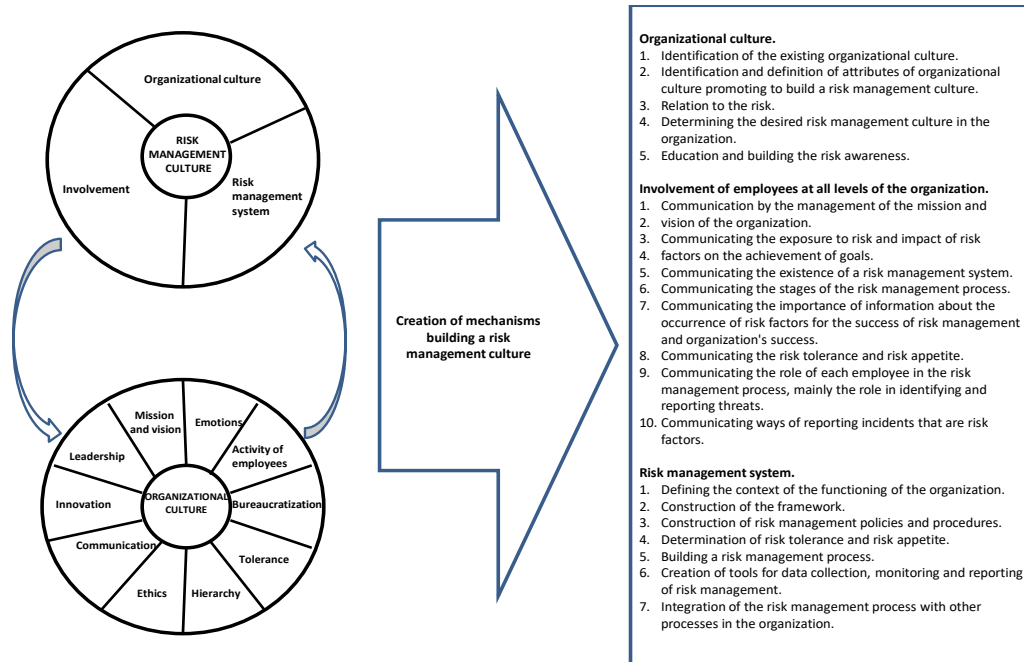 Organizational culture
RISK
MANAGEMENT
CULTURE
Involvement
Risk
management
system
Mission
and vision
Emotions
Activity of
employees
Leadership
Innovation
ORGANIZATIONAL
CULTURE
Bureaucratization
Communication
Tolerance
Ethics
Hierarchy
Creation of mechanisms
building a risk
management culture
Organizational culture.
1. Identification of the existing organizational culture.
2. Identification and definition of attributes of organizational
culture promoting to build a risk management culture.
3. Relation to the risk.
4. Determining the desired risk management culture in the
organization.
5. Education and building the risk awareness.
Involvement of employees at all levels of the organization.
1. Communication by the management of the mission and
2. vision of the organization.
3. Communicating the exposure to risk and impact of risk
4. factors on the achievement of goals.
5. Communicating the existence of a risk management system.
6. Communicating the stages of the risk management process.
7. Communicating the importance of information about the
occurrence of risk factors for the success of risk management
and organization's success.
8. Communicating the risk tolerance and risk appetite.
9. Communicating the role of each employee in the risk
management process, mainly the role in identifying and
reporting threats.
10. Communicating ways of reporting incidents that are risk
factors.
Risk management system.
1. Defining the context of the functioning of the organization.
2. Construction of the framework.
3. Construction of risk management policies and procedures.
4. Determination of risk tolerance and risk appetite.
5. Building a risk management process.
6. Creation of tools for data collection, monitoring and reporting
of risk management.
7. Integration of the risk management process with other
processes in the organization.